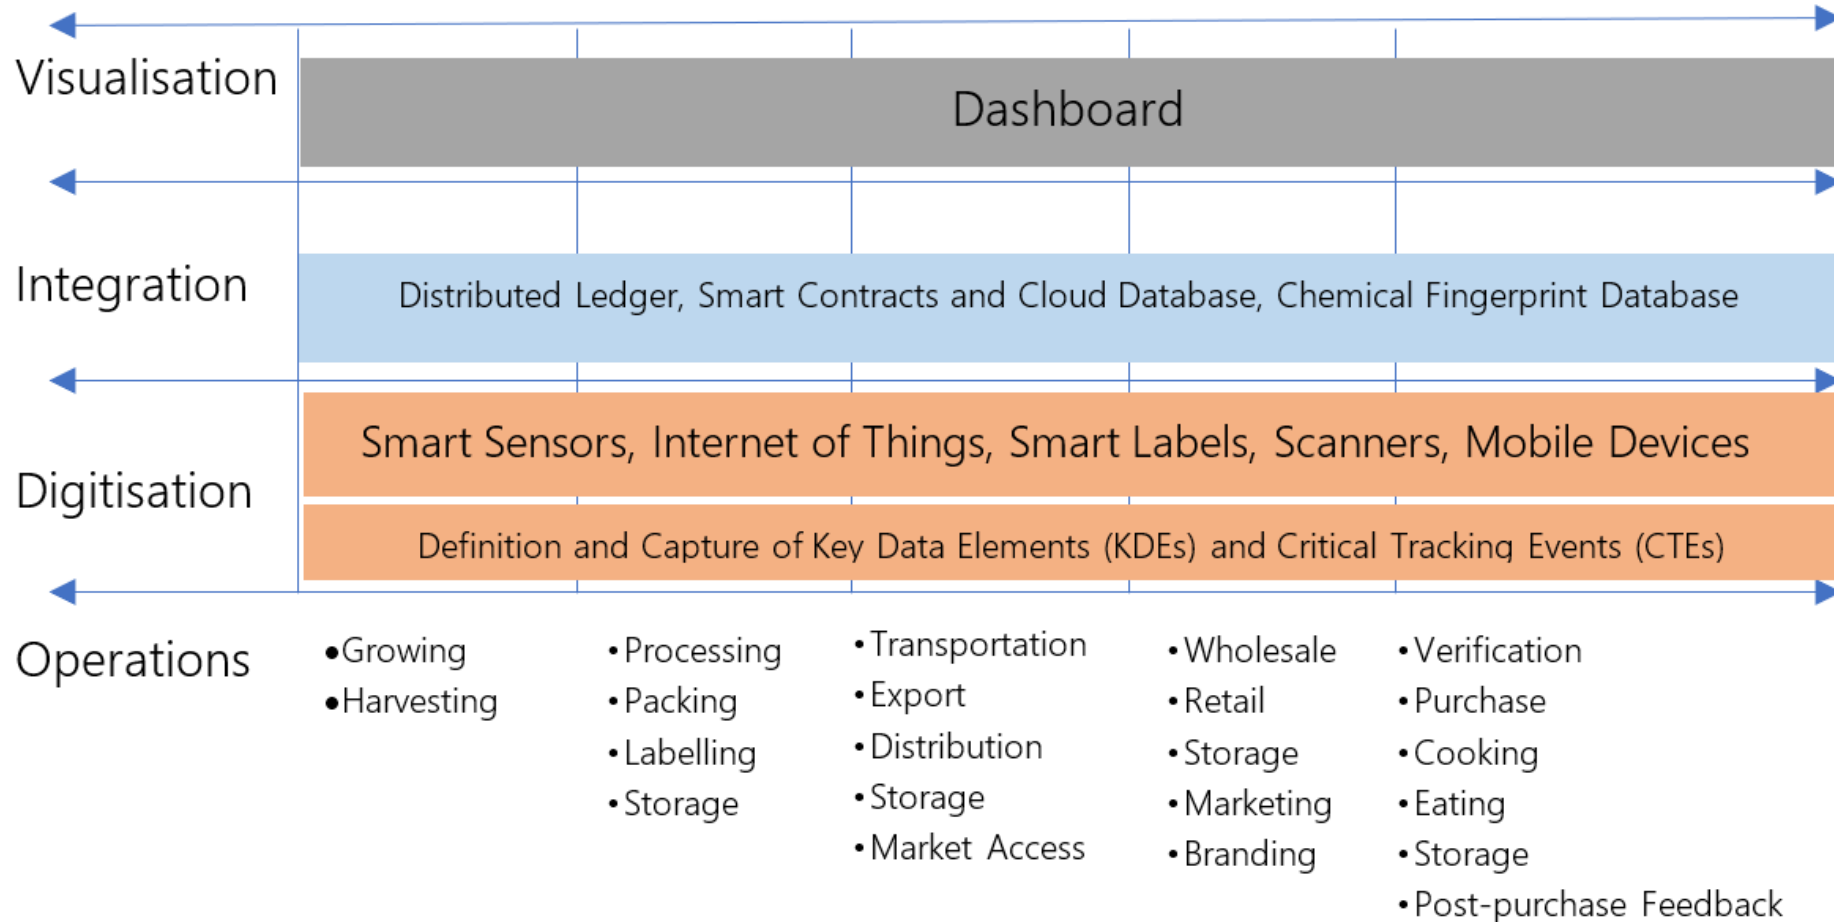 Visualisation
Dashboard
Integration
Distributed Ledger, Smart Contracts and Cloud Database, Chemical Fingerprint Database
Digitisation
Smart Sensors, Internet of Things, Smart Labels, Scanners, Mobile Devices
Definition and Capture of Key Data Elements (KDEs) and Critical Tracking Events (CTEs)
Operations
•Growing
•Harvesting
•Processing
•Packing
•Labelling
•Storage
•Transportation
•Export
•Distribution
•Storage
•Market Access
•Wholesale
•Retail
•Storage
•Marketing
•Branding
•Verification
•Purchase
•Cooking
•Eating
•Storage
•Post-purchase Feedback